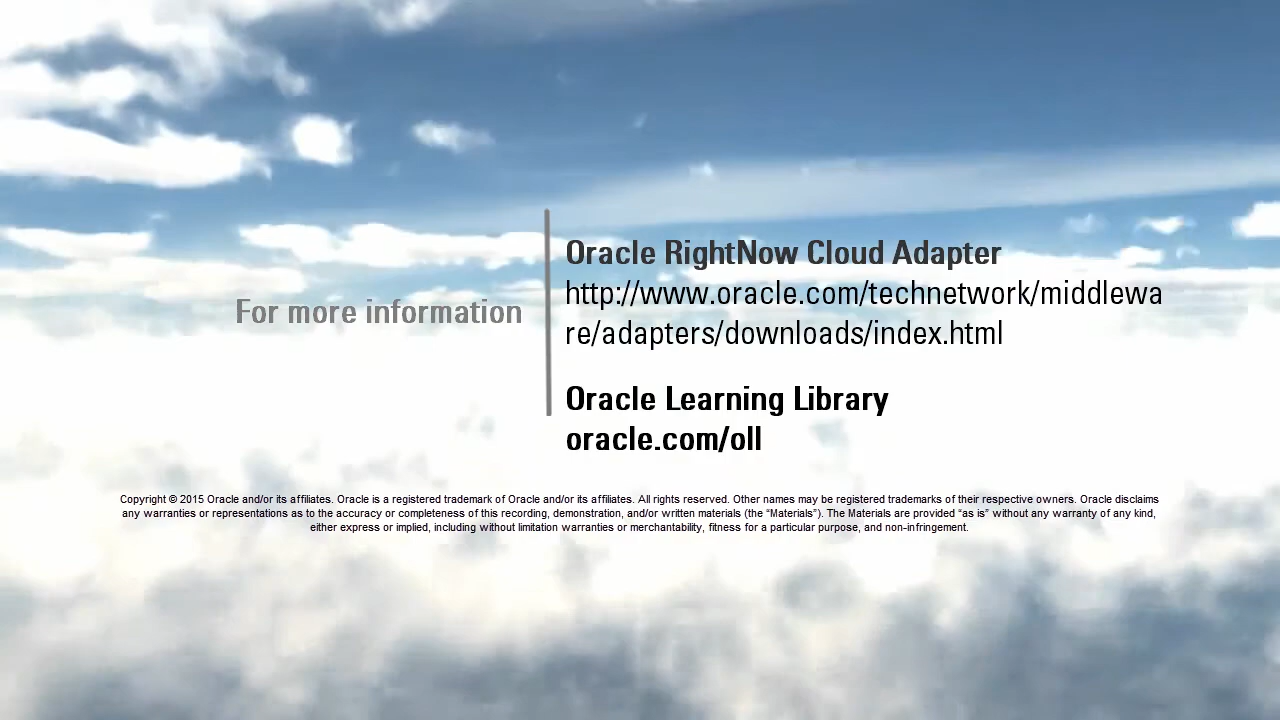 For more information
Oracle RightNow Cloud Adapter
http://www.oracle.com/technetwork/middlewa
re/adapters/downloads/index.html
Oracle Learning Library
oracle.com/oll
Copyright © 2015 Oracle and/or its affiliates. Oracle is a registered trademark of Oracle and/or its affiliates. All rights reserved. Other names may be registered trademarks of their respective owners. Oracle disclaims
any warranties or representations as to the accuracy or completeness of this recording, demonstration, and/or written materials (the “Materials”). The Materials are provided “as is” without any warranty of any kind,
either express or implied, including without limitation warranties or merchantability, fitness for a particular purpose, and non-infringement.